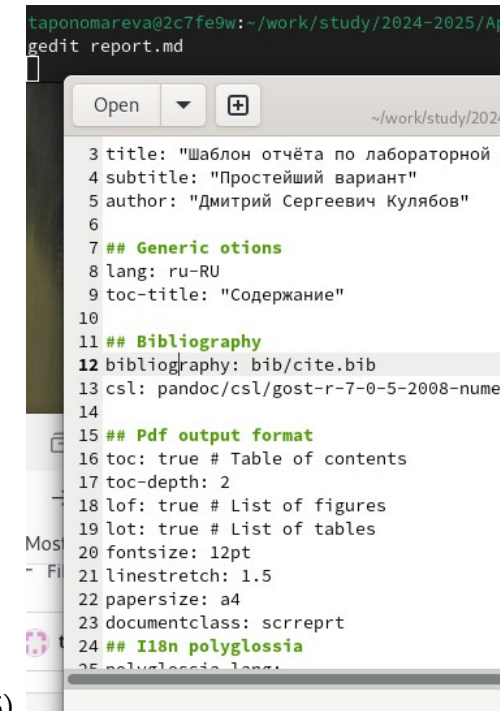 taponomareva@2c7fe9w:~/work/study/2024-2025/
gedit report.md
Open
~/work/study/202
3 title: "Шаблон отчёта по лабораторной
4 subtitle: "Простейший вариант"
5 author: "Дмитрий Сергеевич Кулябов"
6
7 ## Generic otions
8 lang: ru-RU
9 toc-title: "Содержание"
10
11 ## Bibliography
12 bibliography: bib/cite.bib
13 csl: pandoc/csl/gost-r-7-0-5-2008-nume
14
15 ## Pdf output format
16 toc: true # Table of contents
17 toc-depth: 2
18 lof: true # List of figures
19 lot: true # List of tables
20 fontsize: 12pt
21 linestretch: 1.5
22 papersize: a4
23 documentclass: scrreprt
24 ## I18n polyglossia
25 polyglossia-lang:
Most